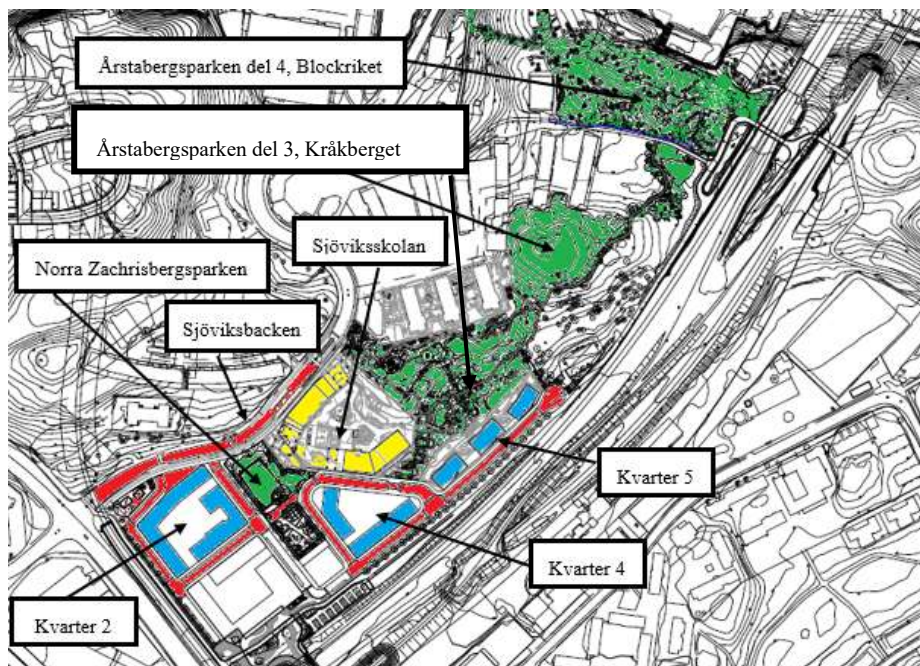 Årstabergsparken del 4, Blockriket
Årstabergsparken del 3, Kråkberget
Sjöviksskolan
Norra Zachrisbergsparken
Sjöviksbacken
Kvarter 5
Kvarter 4
Kvarter 2